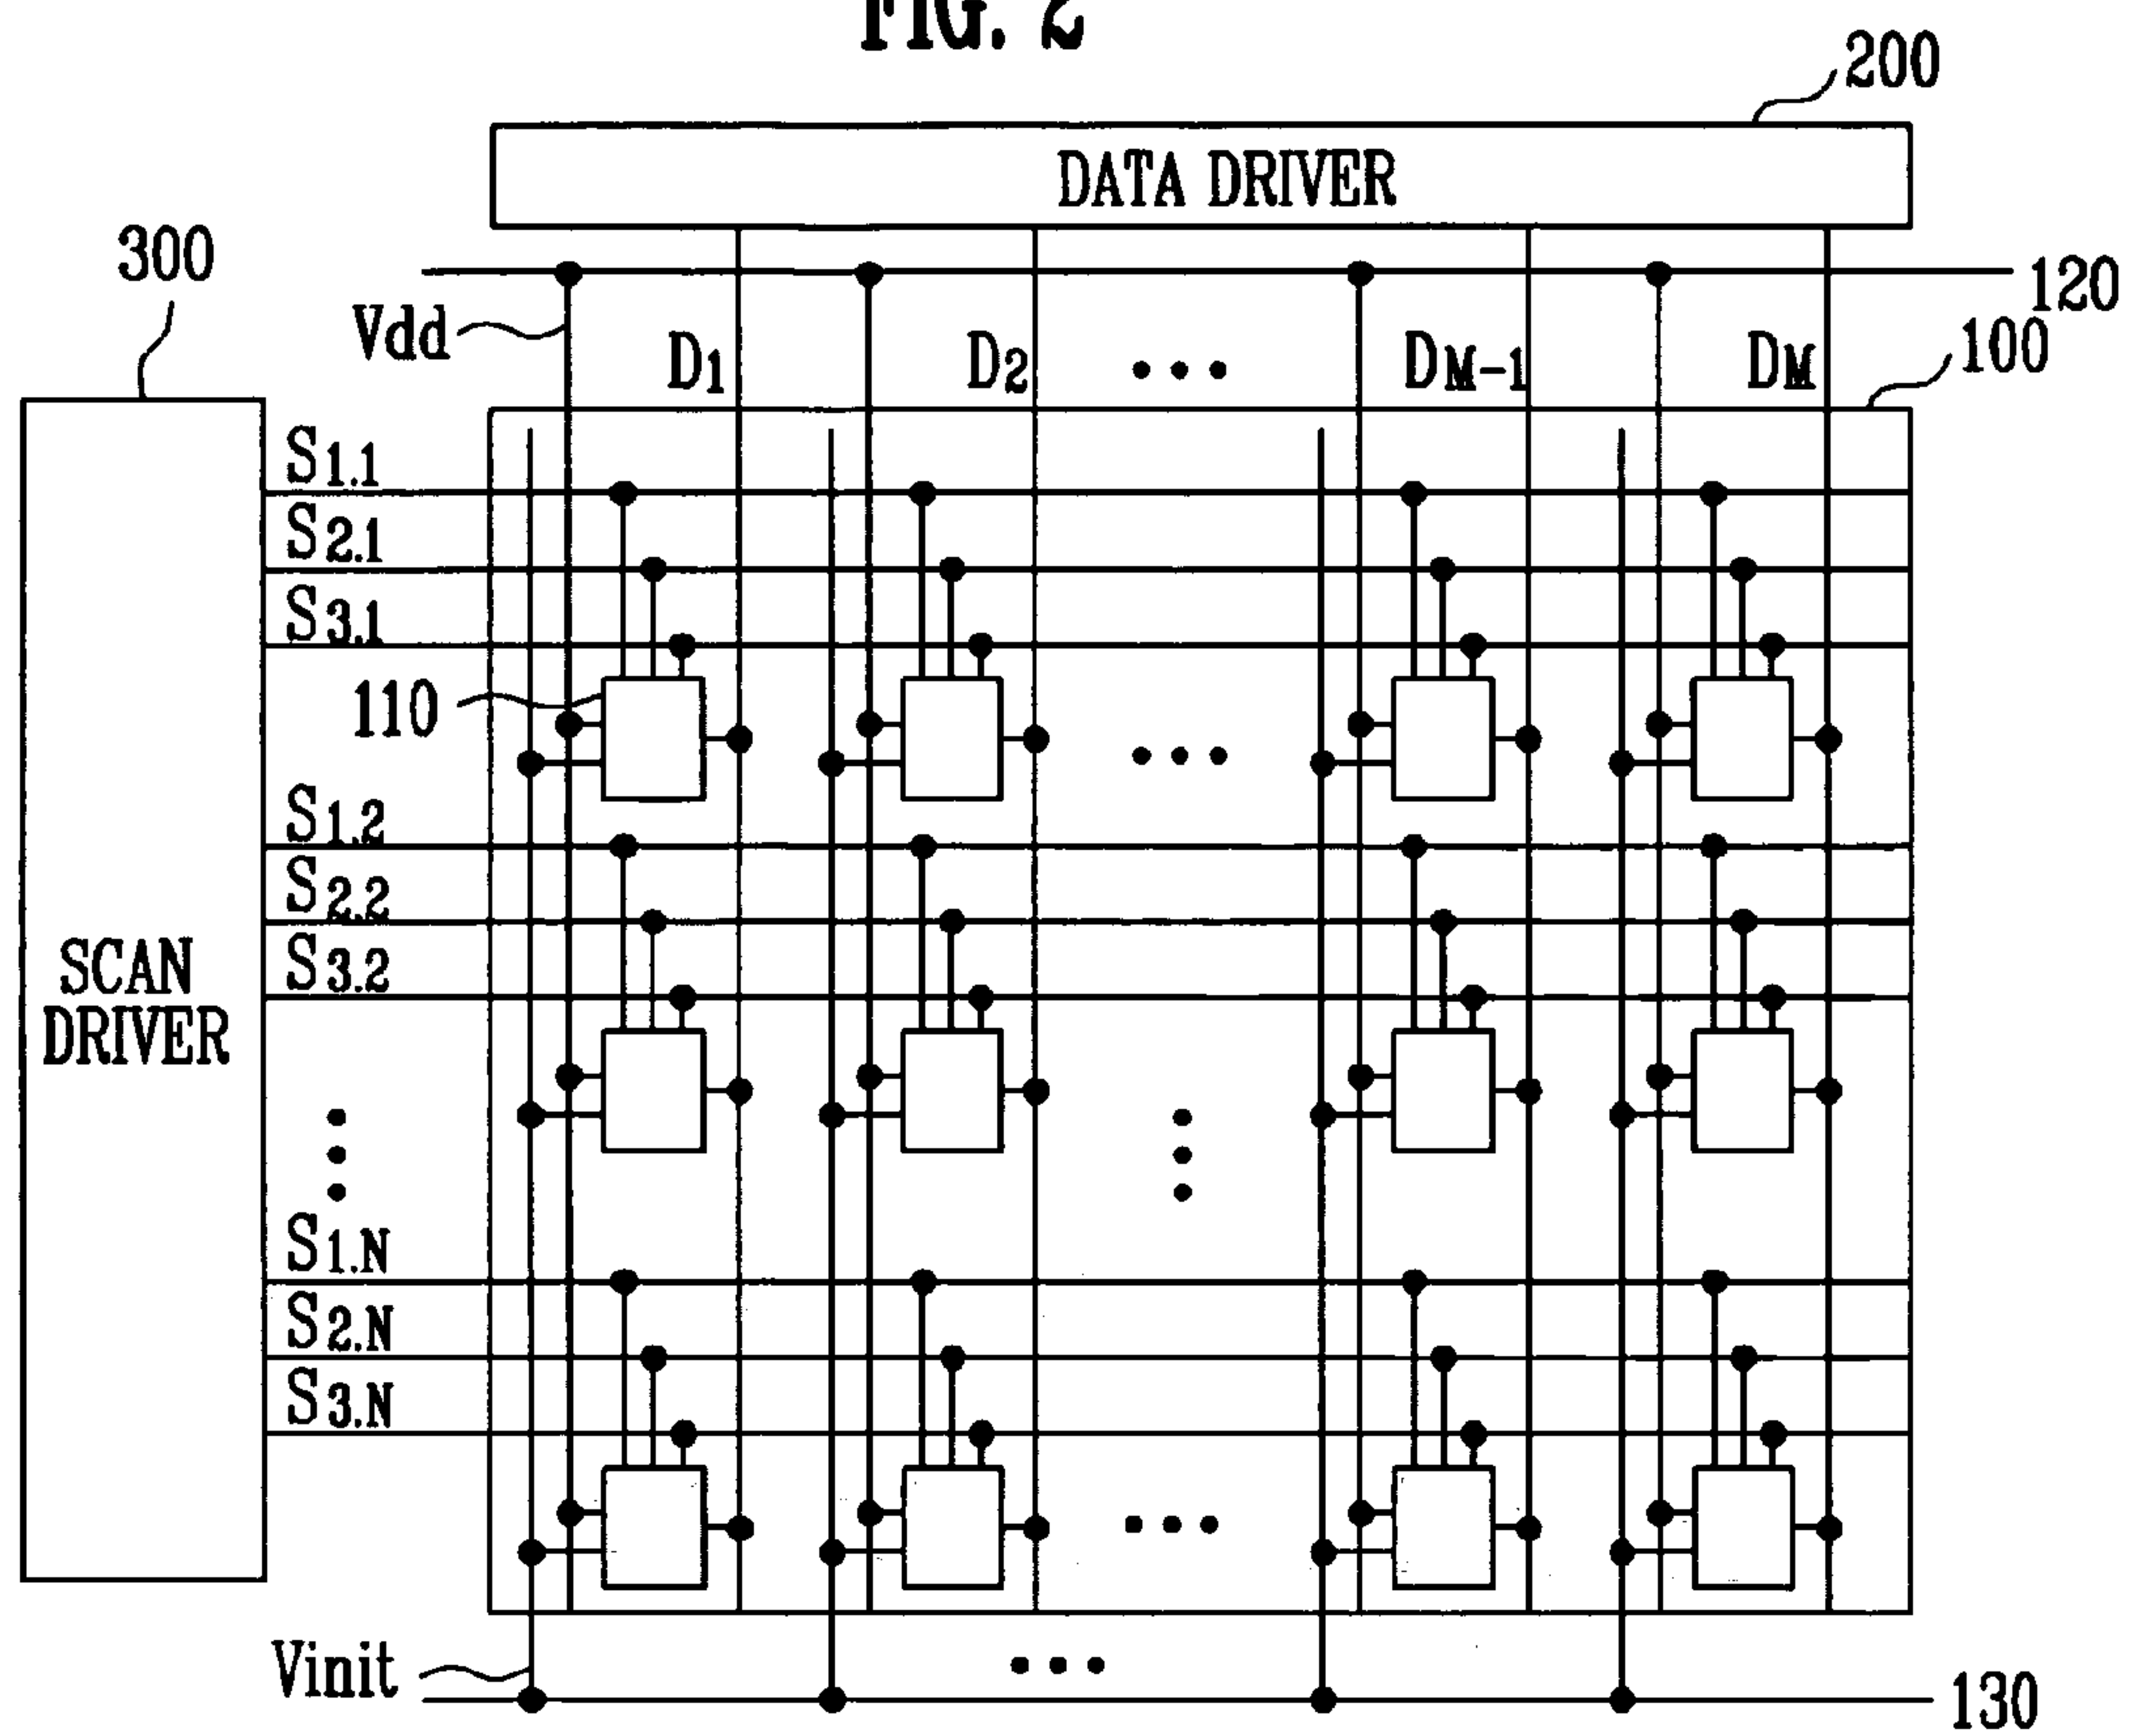 FIG. 2
200
DATA DRIVER
300
120
Vdd
D1 D2 ••• DM-1 DM
100
S1.1
S2.1
S3.1
110
•••
S1.2
S2.2
S3.2
SCAN
DRIVER
S1.N
S2.N
S3.N
•••
Vinit
•••
130